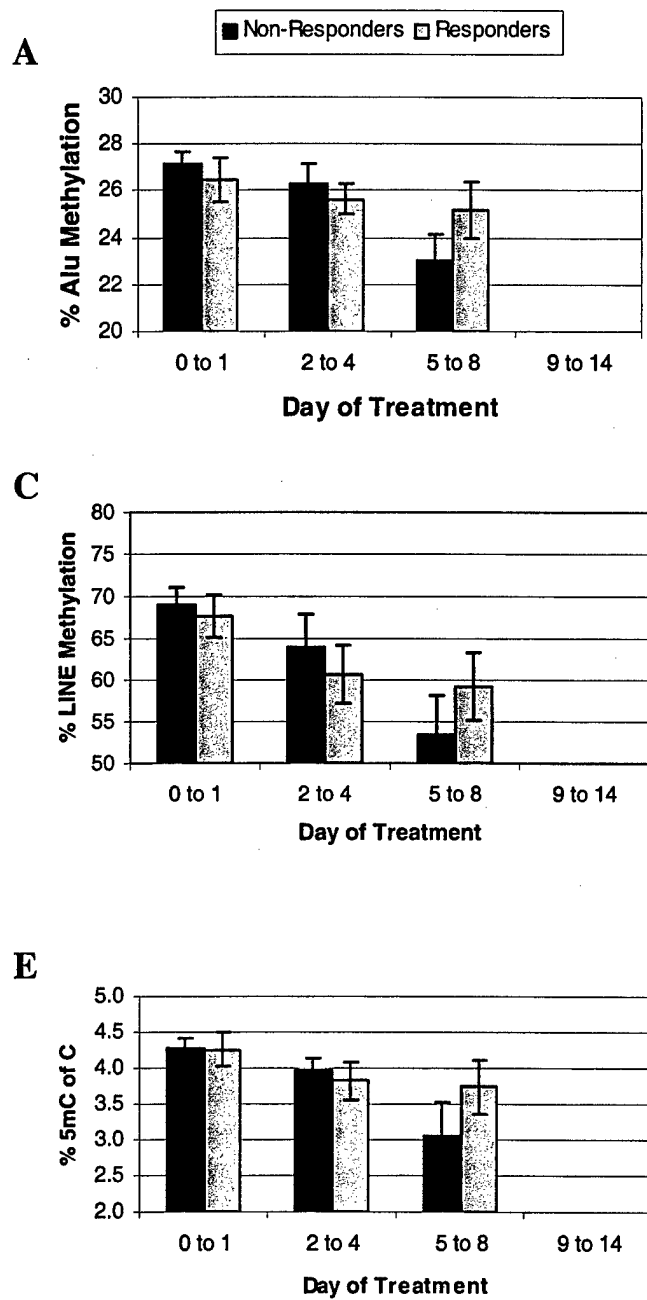 Non-Responders Responders
A
% Alu Methylation
30
28
26
24
22
20
0 to 1 2 to 4 5 to 8 9 to 14
Day of Treatment
C
% LINE Methylation
80
75
70
65
60
55
50
0 to 1 2 to 4 5 to 8 9 to 14
Day of Treatment
E
% 5mC of C
5.0
4.5
4.0
3.5
3.0
2.5
2.0
0 to 1 2 to 4 5 to 8 9 to 14
Day of Treatment